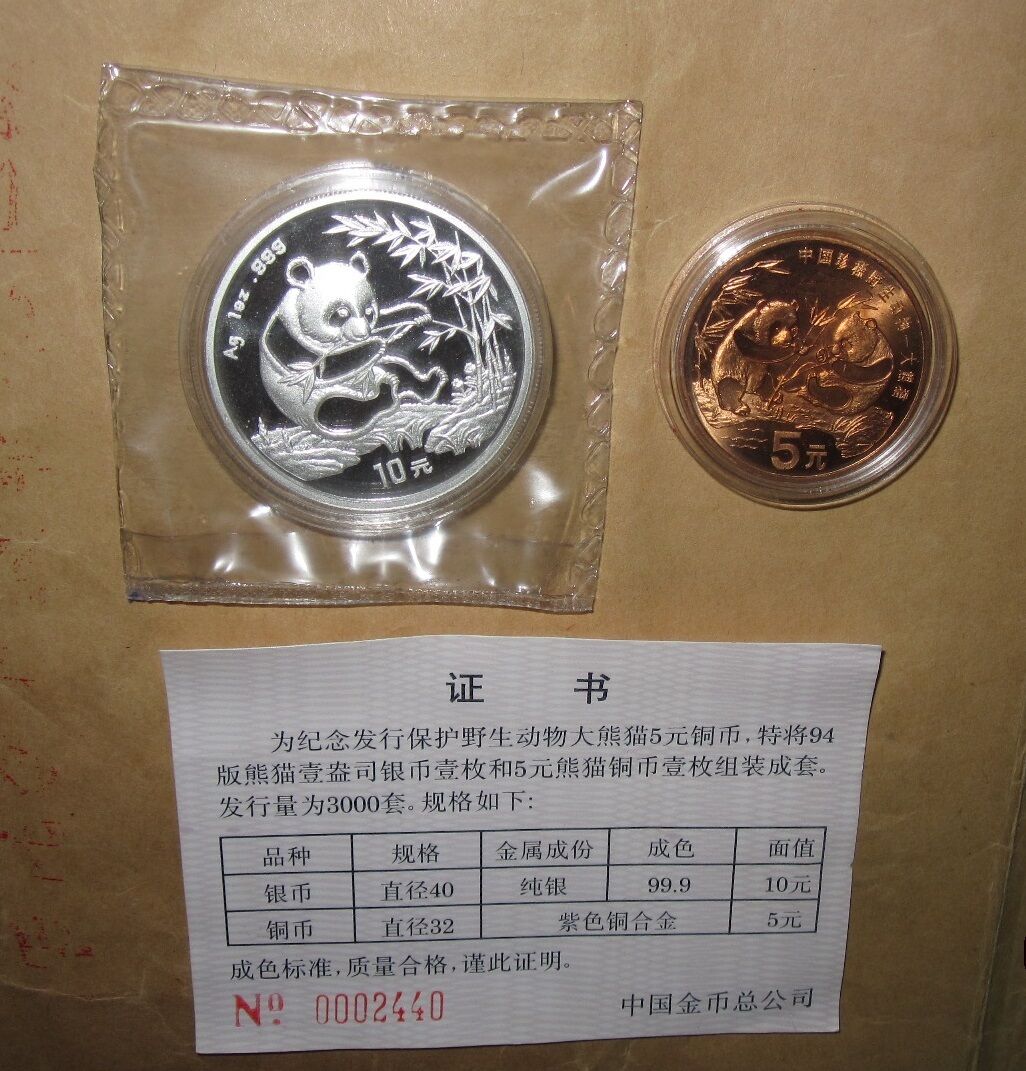 Ag 1oz .999
10元
中国珍稀野生动物—大熊猫
5元
证 书
为纪念发行保护野生动物大熊猫5元铜币,特将94
版熊猫壹盎司银币壹枚和5元熊猫铜币壹枚组装成套。
发行量为3000套。规格如下:
品种 规格 金属成份 成色 面值
银币 直径40 纯银 99.9 10元
铜币 直径32 紫色铜合金 5元
成色标准,质量合格,谨此证明。
Nº 0002440 中国金币总公司